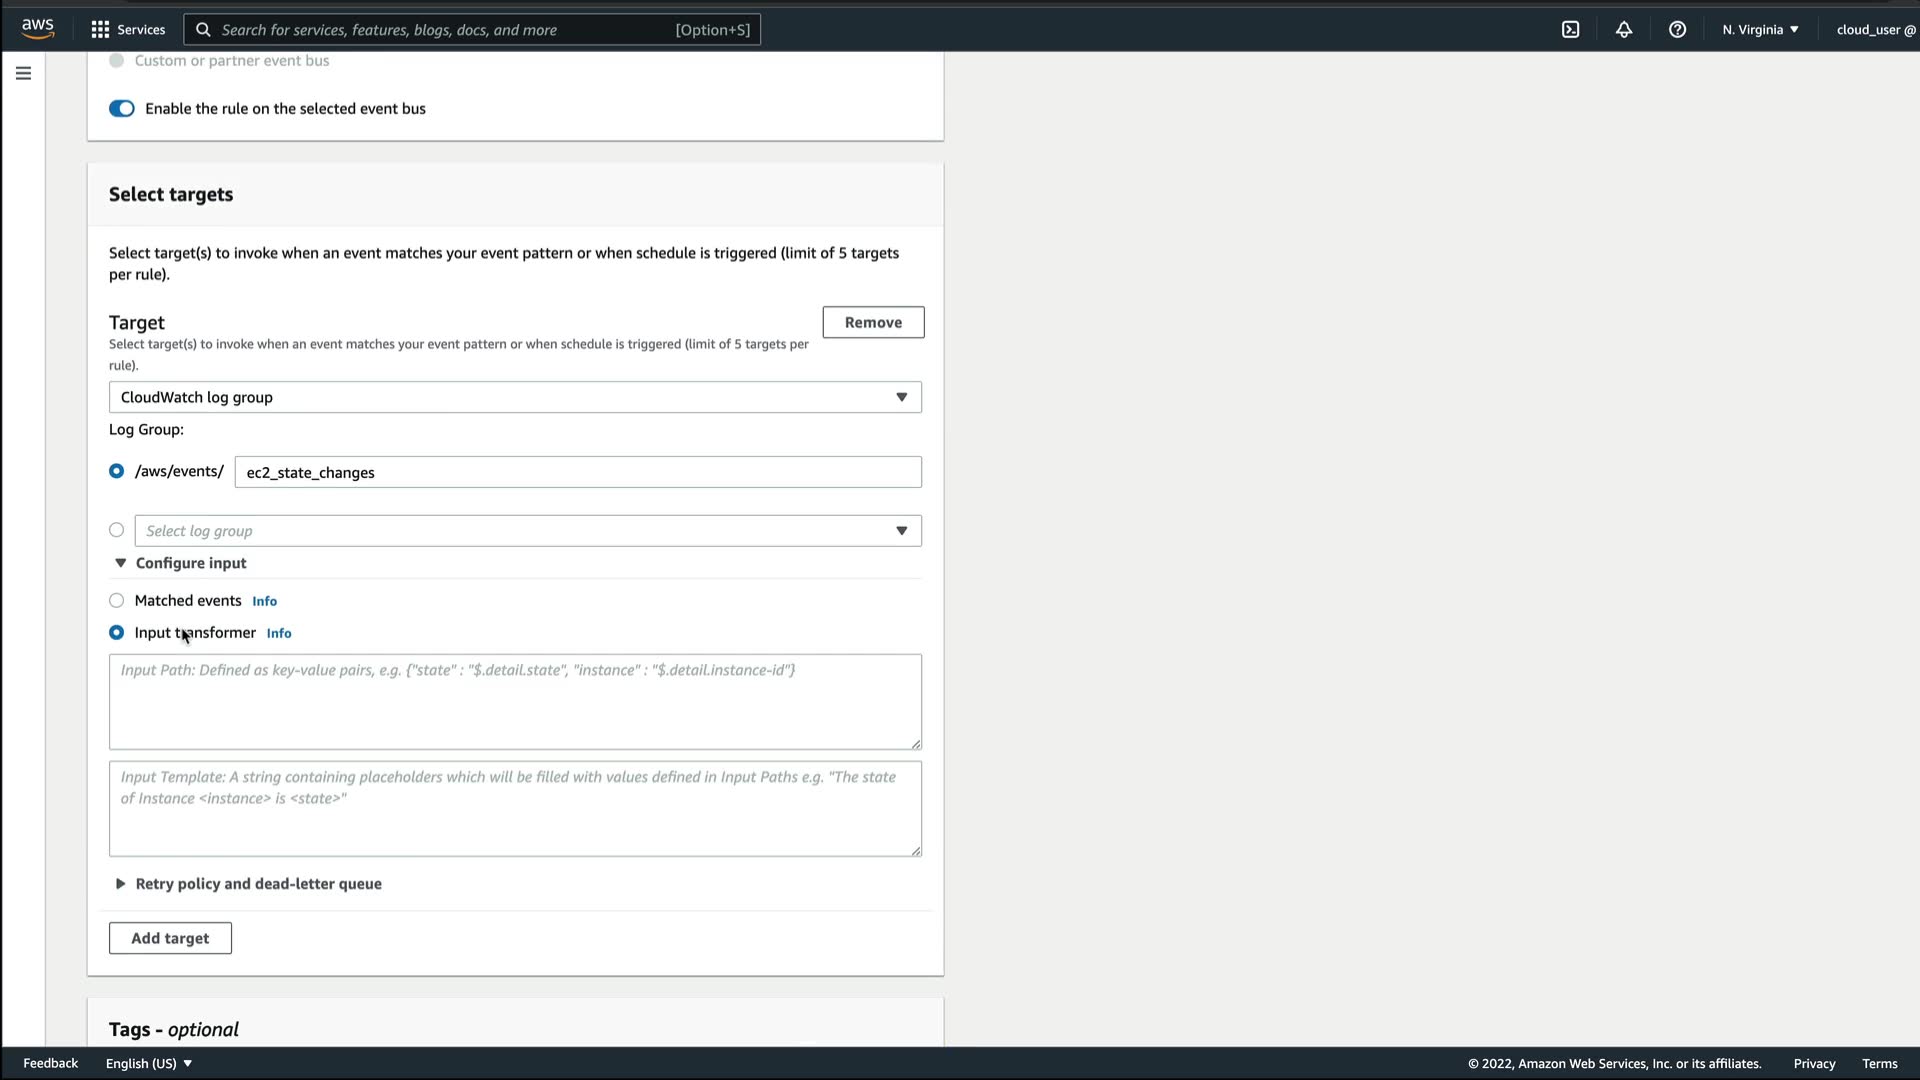 aws
Services
Search for services, features, blogs, docs, and more [Option+S]
N. Virginia ▼
cloud_user @
Custom or partner event bus
Enable the rule on the selected event bus
Select targets
Select target(s) to invoke when an event matches your event pattern or when schedule is triggered (limit of 5 targets
per rule).
Target
Remove
Select target(s) to invoke when an event matches your event pattern or when schedule is triggered (limit of 5 targets per
rule).
CloudWatch log group
Log Group:
/aws/events/ ec2_state_changes
Select log group
Configure input
Matched events Info
Input transformer Info
Input Path: Defined as key-value pairs, e.g. {"state" : "$.detail.state", "instance" : "$.detail.instance-id"}
Input Template: A string containing placeholders which will be filled with values defined in Input Paths e.g. "The state
of Instance <instance> is <state>"
Retry policy and dead-letter queue
Add target
Tags - optional
Feedback
English (US) ▼
© 2022, Amazon Web Services, Inc. or its affiliates.
Privacy
Terms